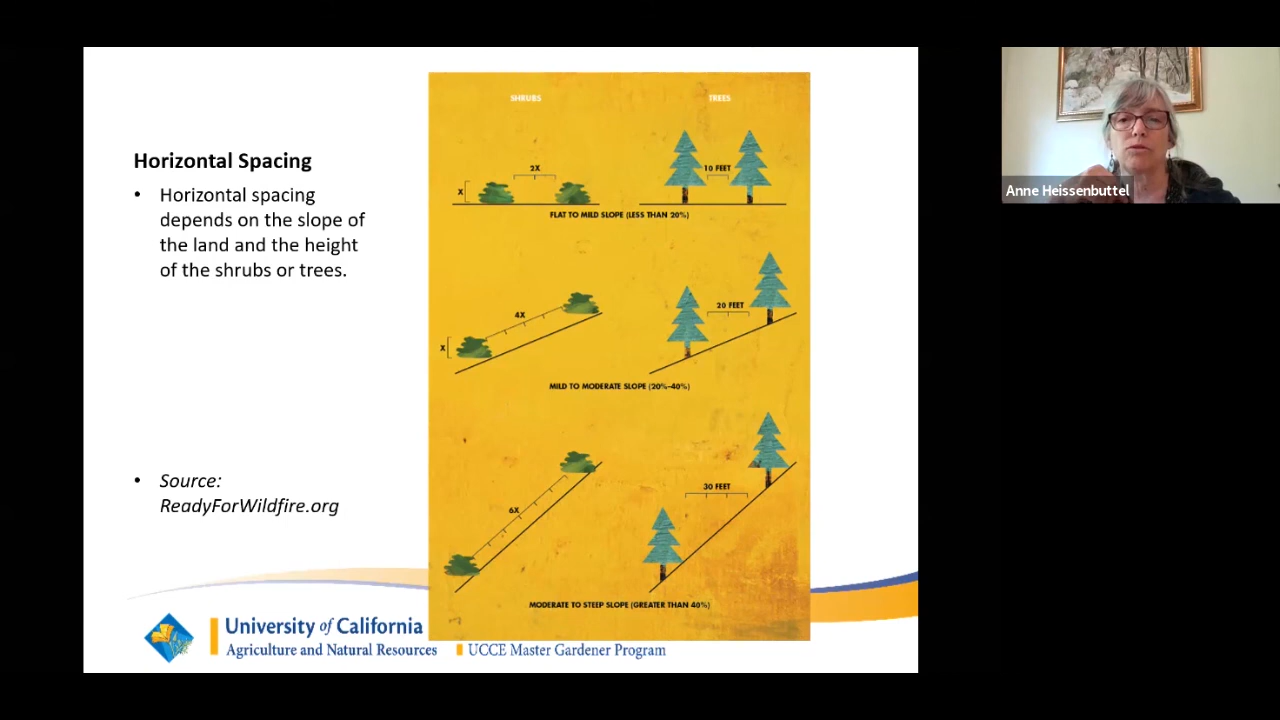 Horizontal Spacing
• Horizontal spacing
depends on the slope of
the land and the height
of the shrubs or trees.
• Source:
ReadyForWildfire.org
SHRUBS TREES
X 2X 10 FEET
FLAT TO MILD SLOPE (LESS THAN 20%)
X 4X 20 FEET
MILD TO MODERATE SLOPE (20%-40%)
6X 30 FEET
MODERATE TO STEEP SLOPE (GREATER THAN 40%)
University of California
Agriculture and Natural Resources UCCE Master Gardener Program
Anne Heissenbuttel